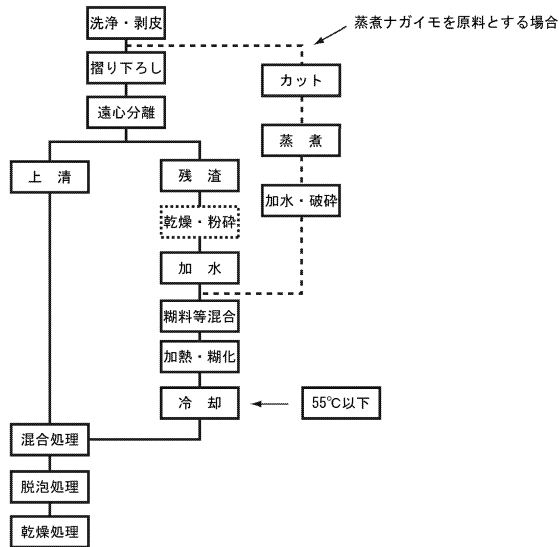 洗浄・剥皮
蒸煮ナガイモを原料とする場合
摺り下ろし
カット
遠心分離
蒸　煮
上　清
残　渣
加水・破砕
乾燥・粉砕
加　水
糊料等混合
加熱・糊化
冷　却
55℃以下
混合処理
脱泡処理
乾燥処理